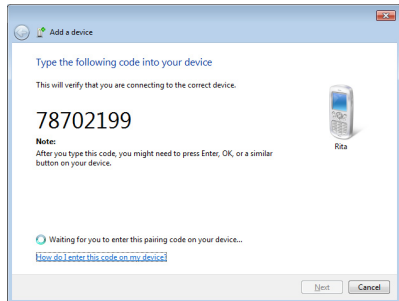 Add a device
Type the following code into your device
This will verify that you are connecting to the correct device.
78702199
Rita
Note:
After you type this code, you might need to press Enter, OK, or a similar
button on your device.
Waiting for you to enter this pairing code on your device...
How do I enter this code on my device?
Next Cancel